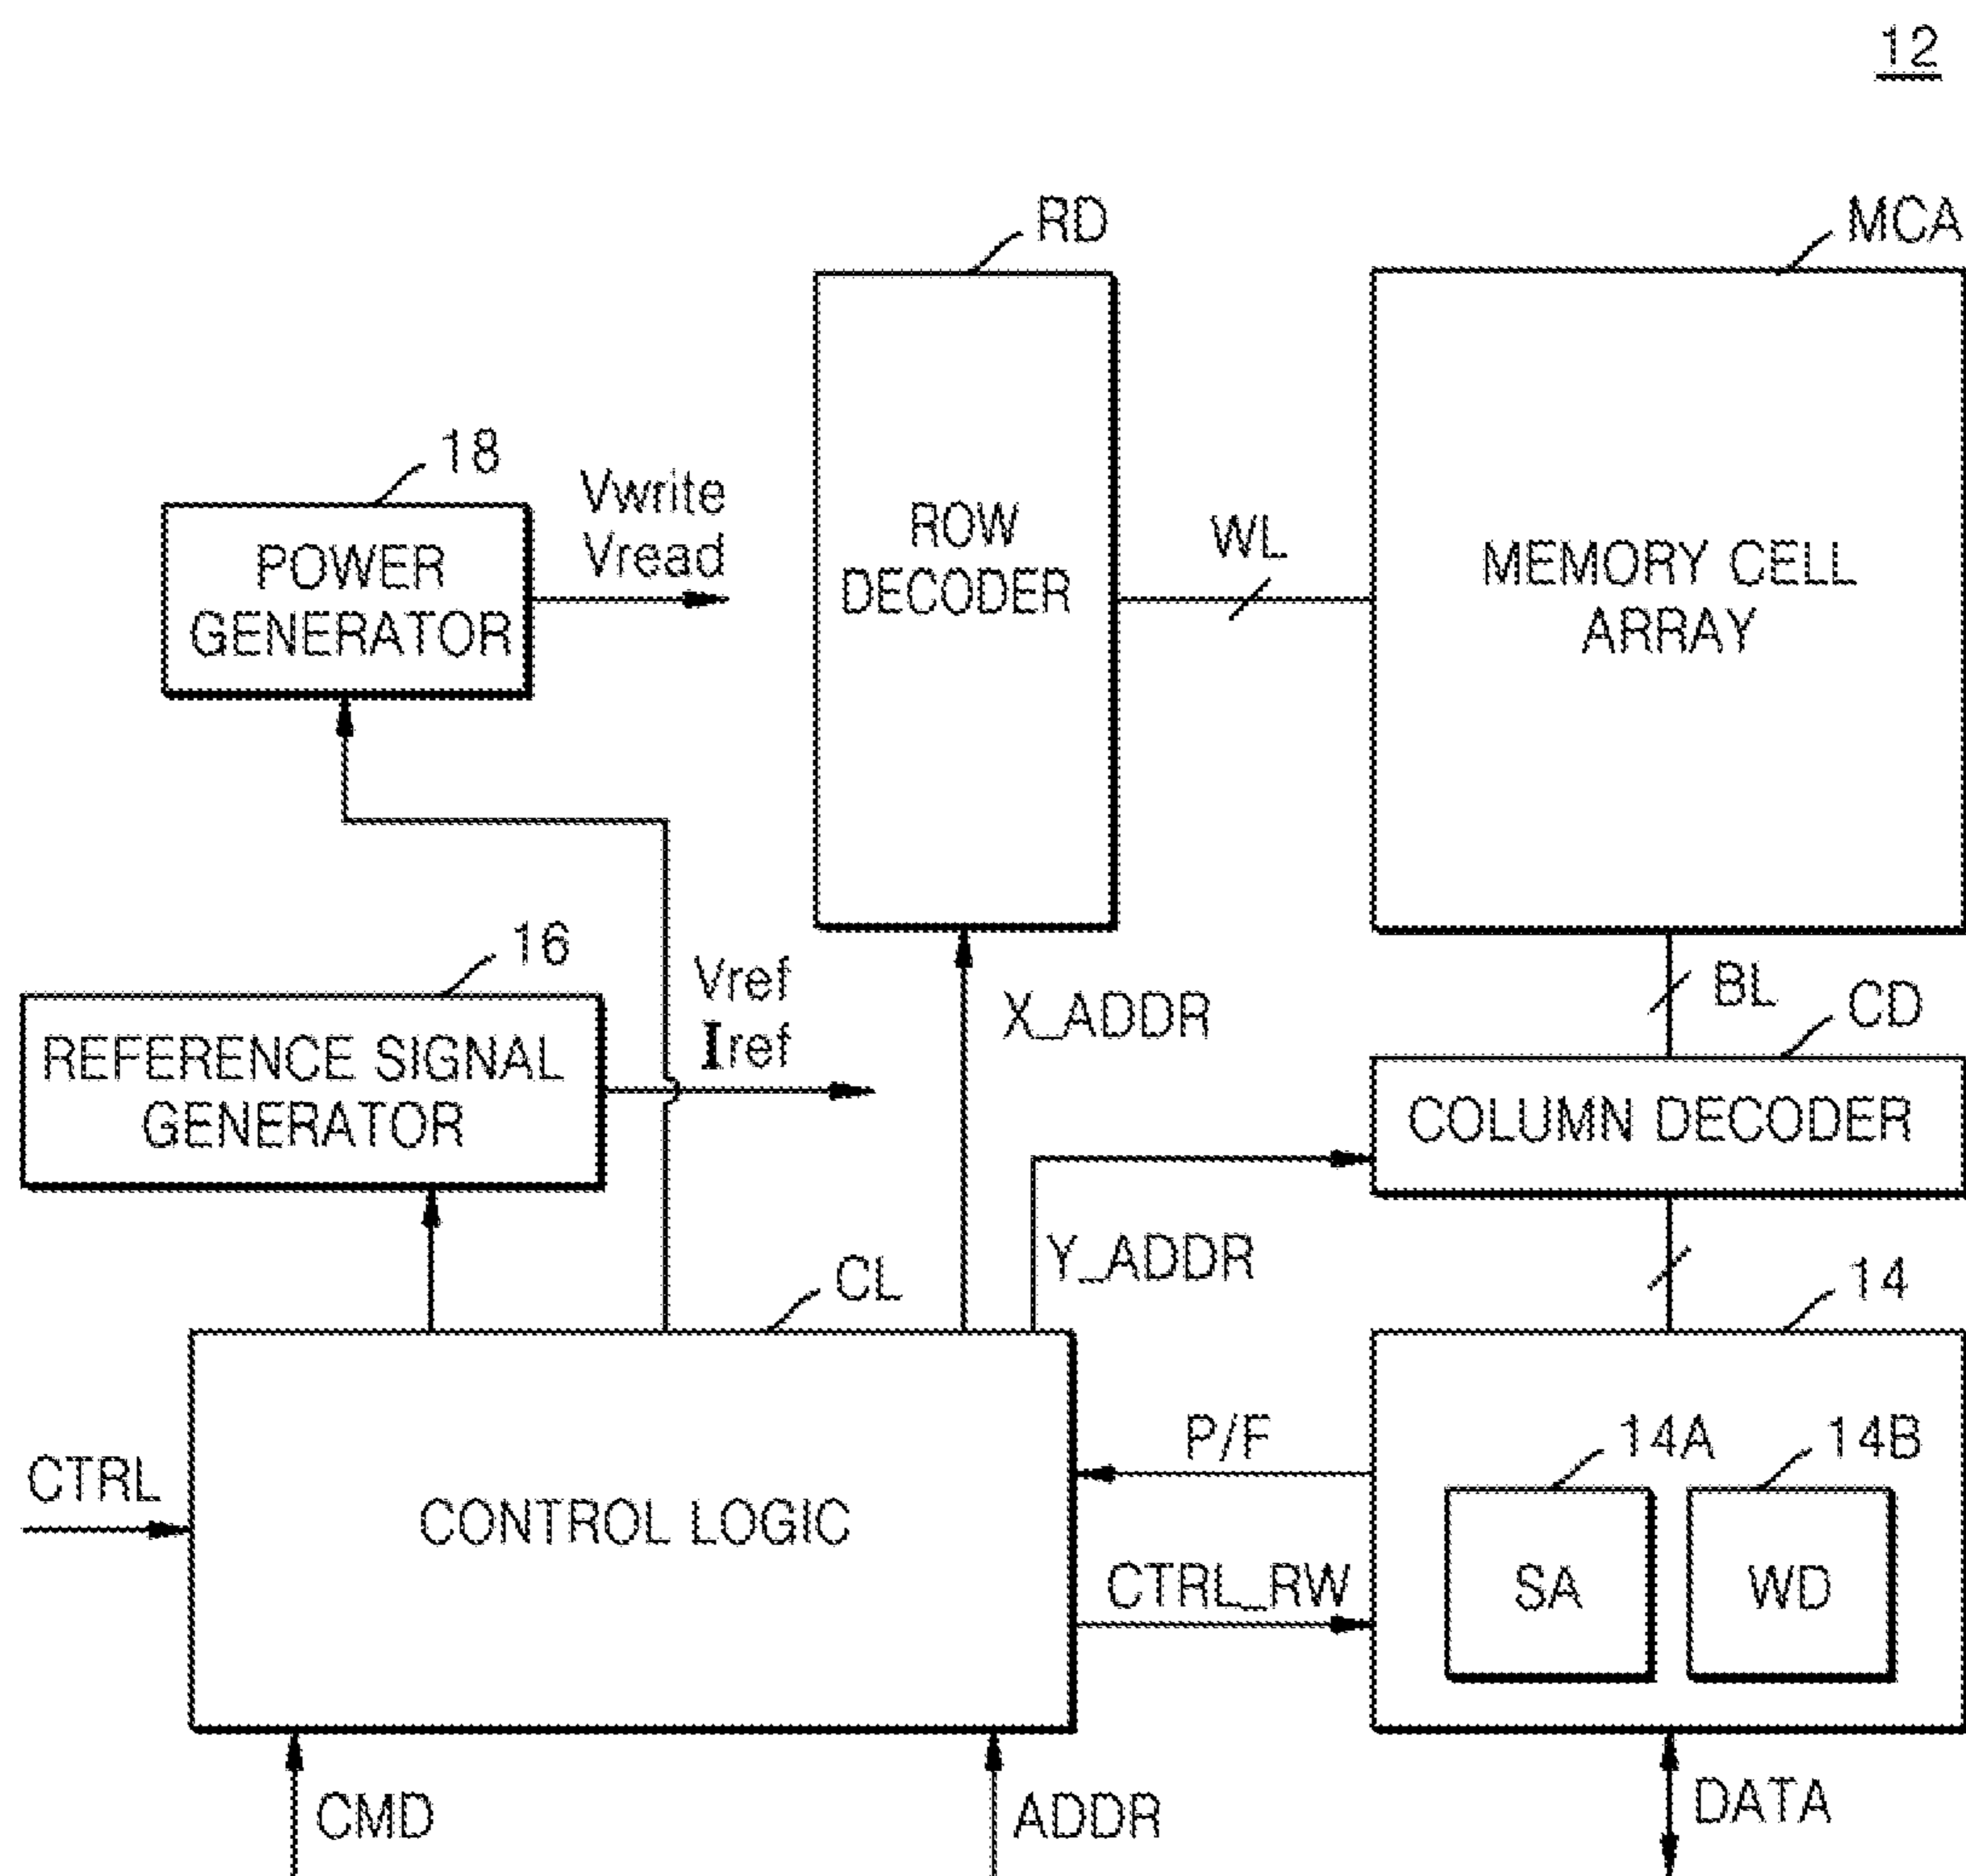 12
RD
MCA
18
Vwrite
Vread
POWER
GENERATOR
ROW
DECODER
WL
MEMORY CELL
ARRAY
16
Vref
Iref
REFERENCE SIGNAL
GENERATOR
X_ADDR
BL
CD
COLUMN DECODER
Y_ADDR
CL
14
CTRL
CONTROL LOGIC
P/F
CTRL_RW
14A
14B
SA
WD
CMD
ADDR
DATA